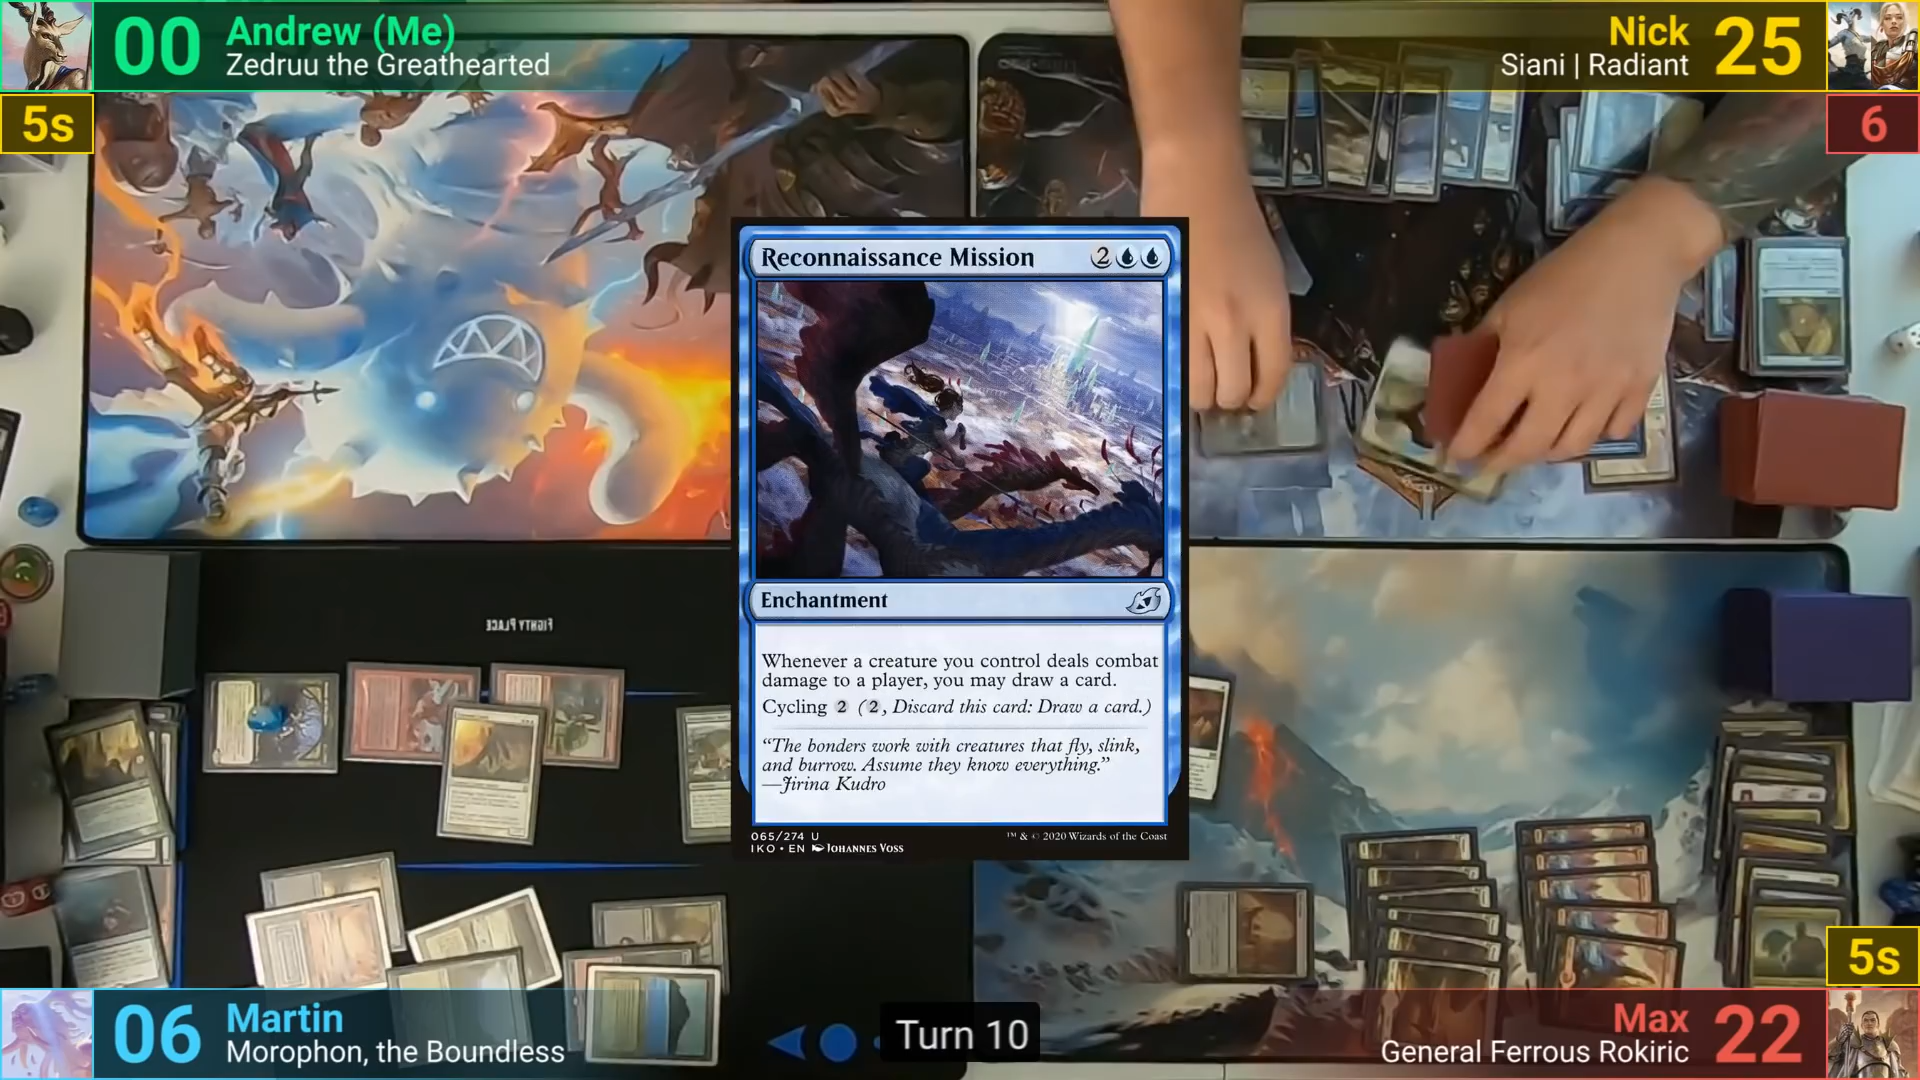 00
Andrew (Me)
Zedruu the Greathearted
5s
Nick
Siani | Radiant
25
6
Reconnaissance Mission 2
Enchantment
Whenever a creature you control deals combat
damage to a player, you may draw a card.
Cycling 2 (2, Discard this card: Draw a card.)
“The bonders work with creatures that fly, slink,
and burrow. Assume they know everything.”
—Jirina Kudro
065/274 U
IKO • EN Johannes Voss
™ & © 2020 Wizards of the Coast
FIGHTY PLACE
06
Martin
Morophon, the Boundless
Turn 10
5s
Max
General Ferrous Rokiric
22